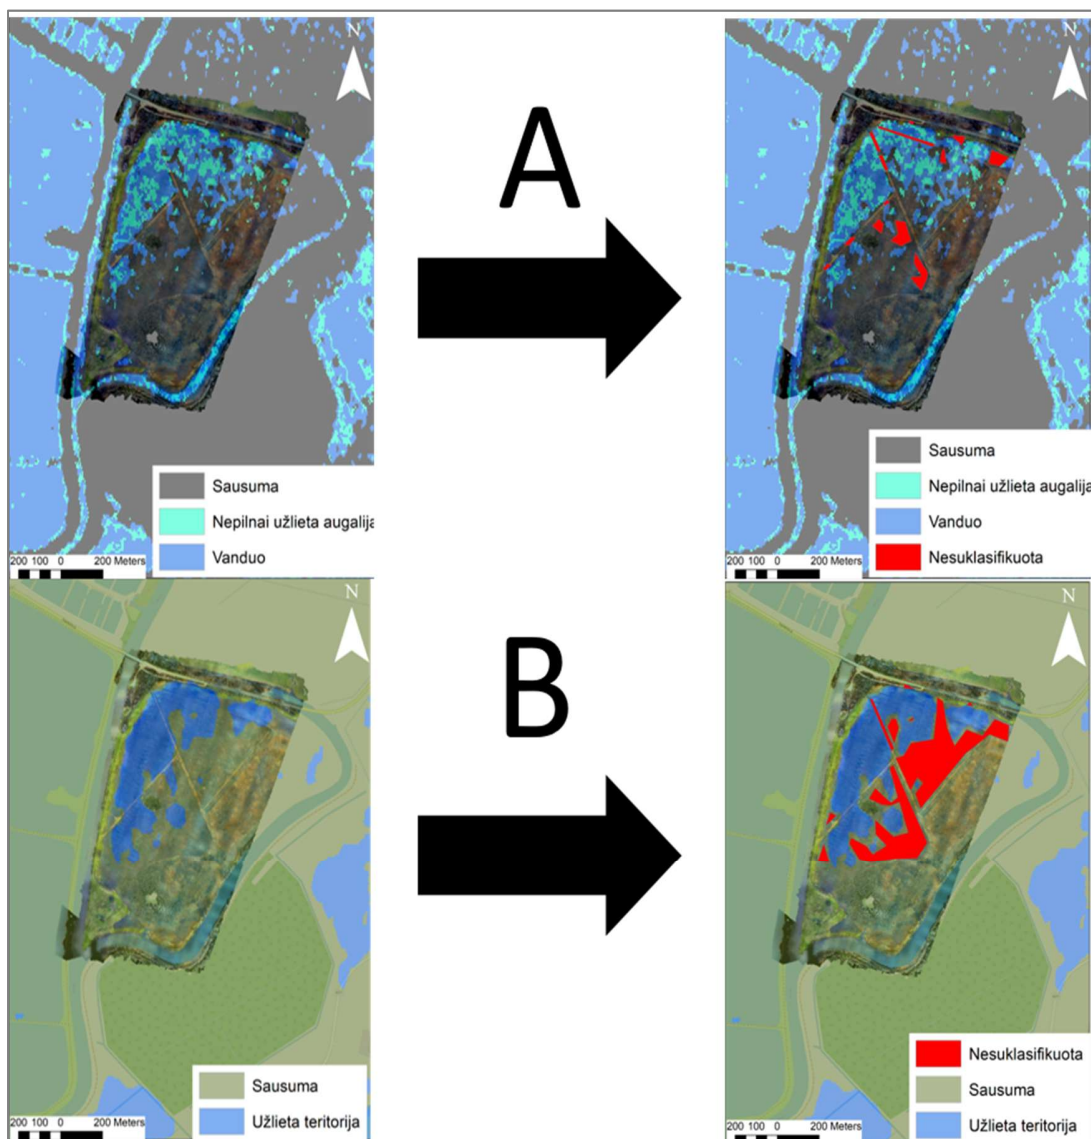 N
Sausuma
Nepilnai užlieta augalija
Vanduo
200 100 0 200 Meters
A
N
Sausuma
Nepilnai užlieta augalija
Vanduo
Nesuklasifikuota
200 100 0 200 Meters
N
Sausuma
Užlieta teritorija
200 100 0 200 Meters
B
N
Nesuklasifikuota
Sausuma
Užlieta teritorija
200 100 0 200 Meters